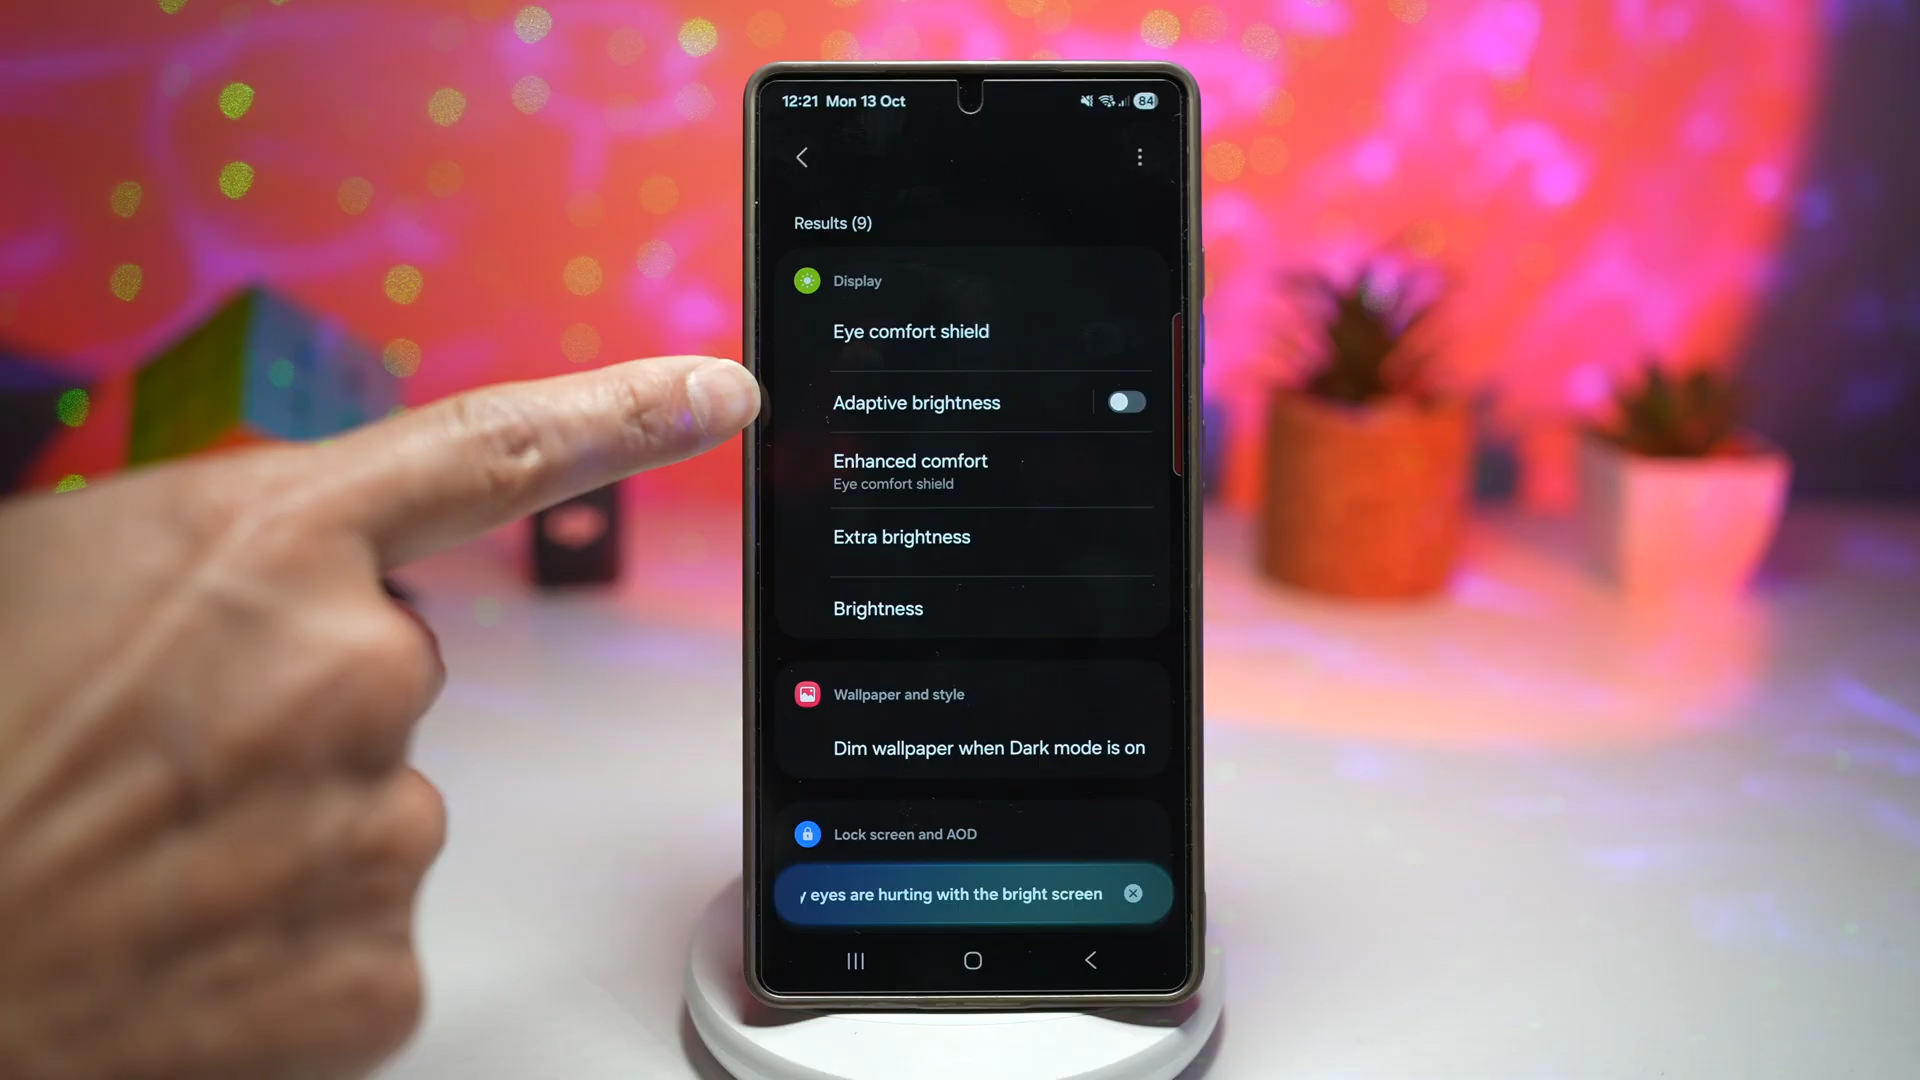 12:21 Mon 13 Oct
84
Results (9)
Display
Eye comfort shield
Adaptive brightness
Enhanced comfort
Eye comfort shield
Extra brightness
Brightness
Wallpaper and style
Dim wallpaper when Dark mode is on
Lock screen and AOD
y eyes are hurting with the bright screen